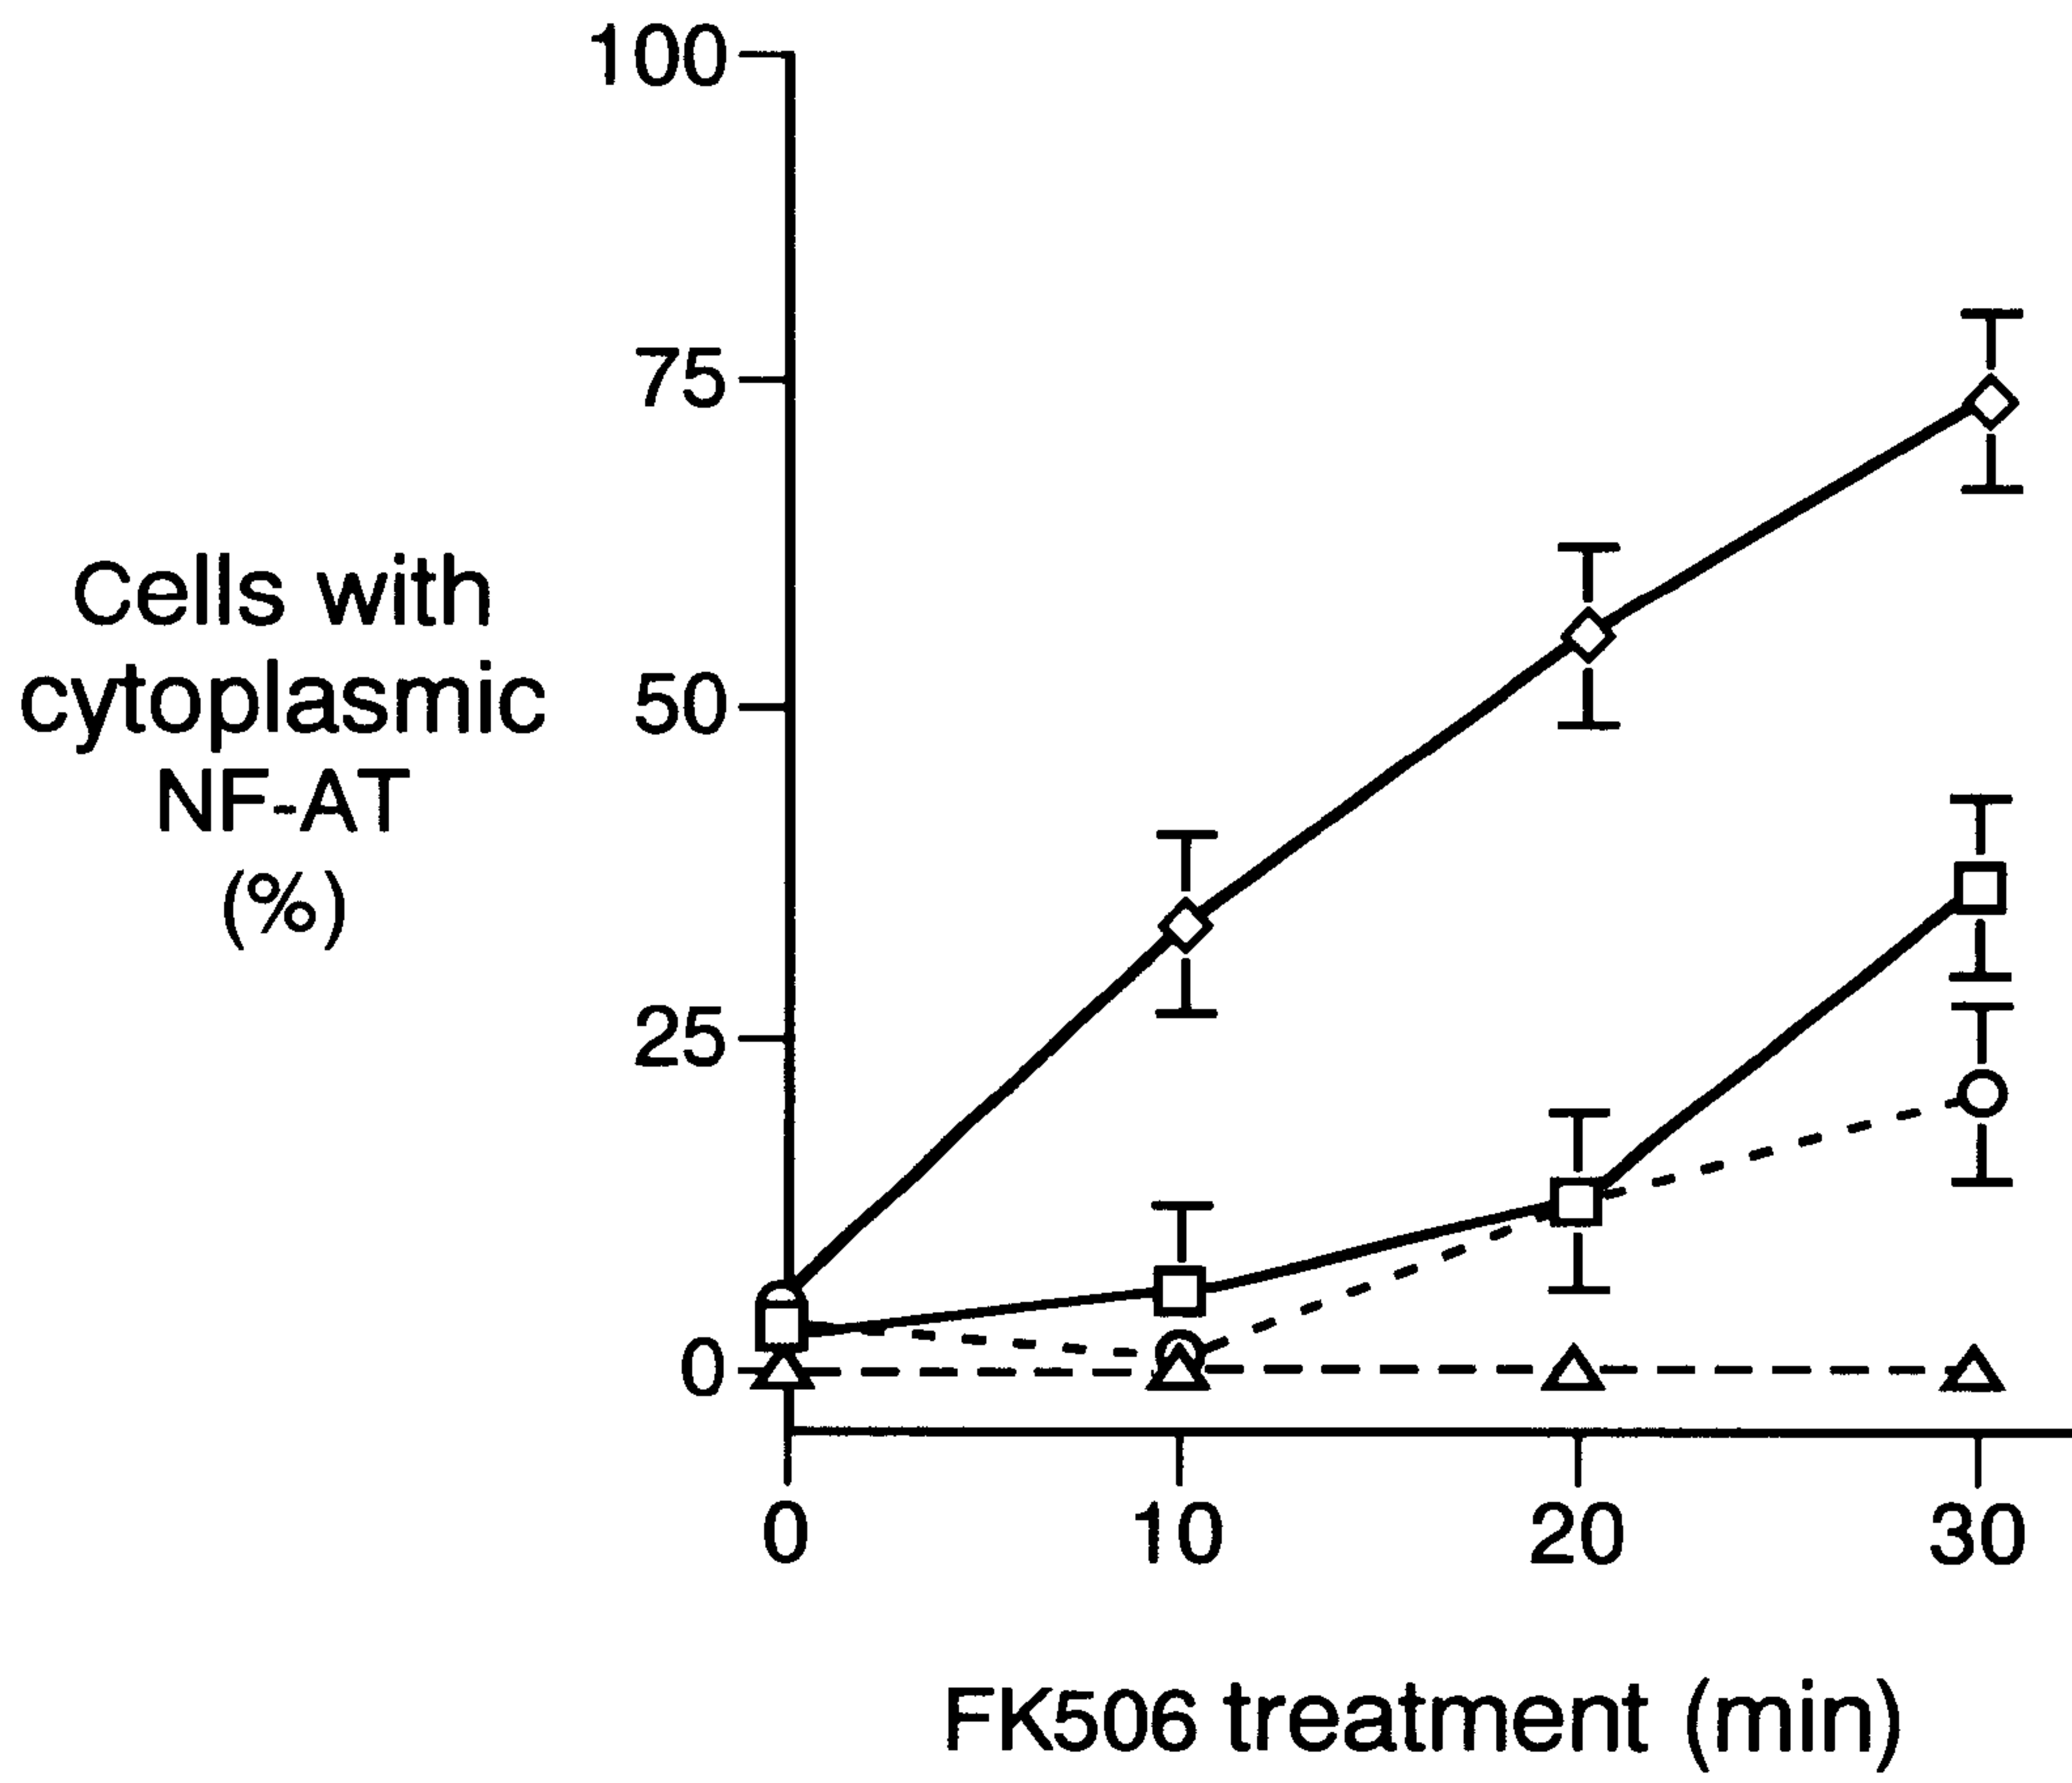 100
75
50
25
0
Cells with
cytoplasmic
NF-AT
(%)
0 10 20 30
FK506 treatment (min)